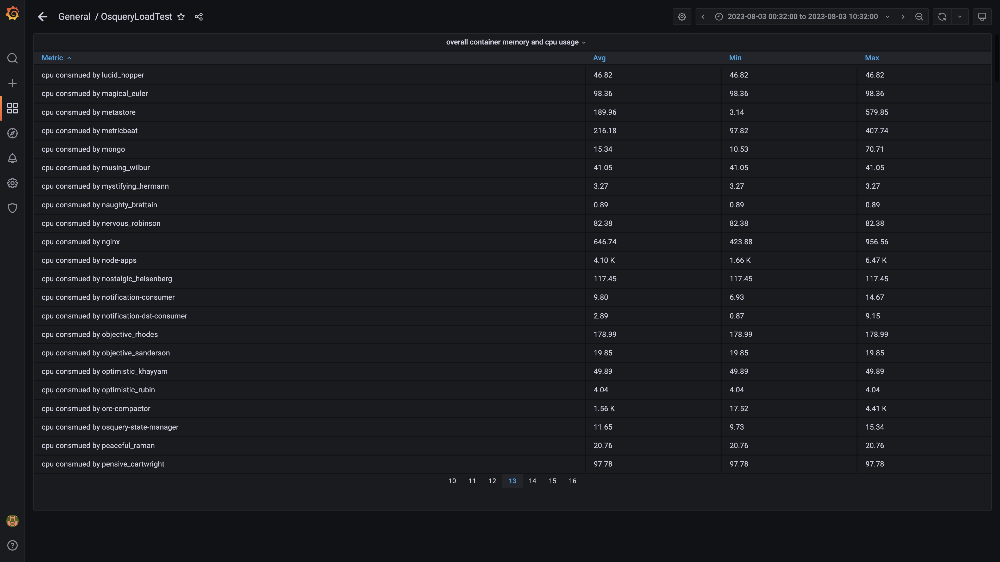 General / OsqueryLoadTest
2023-08-03 00:32:00 to 2023-08-03 10:32:00
overall container memory and cpu usage
Metric Avg Min Max
cpu consmued by lucid_hopper 46.82 46.82 46.82
cpu consmued by magical_euler 98.36 98.36 98.36
cpu consmued by metastore 189.96 3.14 579.85
cpu consmued by metricbeat 216.18 97.82 407.74
cpu consmued by mongo 15.34 10.53 70.71
cpu consmued by musing_wilbur 41.05 41.05 41.05
cpu consmued by mystifying_hermann 3.27 3.27 3.27
cpu consmued by naughty_brattain 0.89 0.89 0.89
cpu consmued by nervous_robinson 82.38 82.38 82.38
cpu consmued by nginx 646.74 423.88 956.56
cpu consmued by node-apps 4.10 K 1.66 K 6.47 K
cpu consmued by nostalgic_heisenberg 117.45 117.45 117.45
cpu consmued by notification-consumer 9.80 6.93 14.67
cpu consmued by notification-dst-consumer 2.89 0.87 9.15
cpu consmued by objective_rhodes 178.99 178.99 178.99
cpu consmued by objective_sanderson 19.85 19.85 19.85
cpu consmued by optimistic_khayyam 49.89 49.89 49.89
cpu consmued by optimistic_rubin 4.04 4.04 4.04
cpu consmued by orc-compactor 1.56 K 17.52 4.41 K
cpu consmued by osquery-state-manager 11.65 9.73 15.34
cpu consmued by peaceful_raman 20.76 20.76 20.76
cpu consmued by pensive_cartwright 97.78 97.78 97.78
10 11 12 13 14 15 16